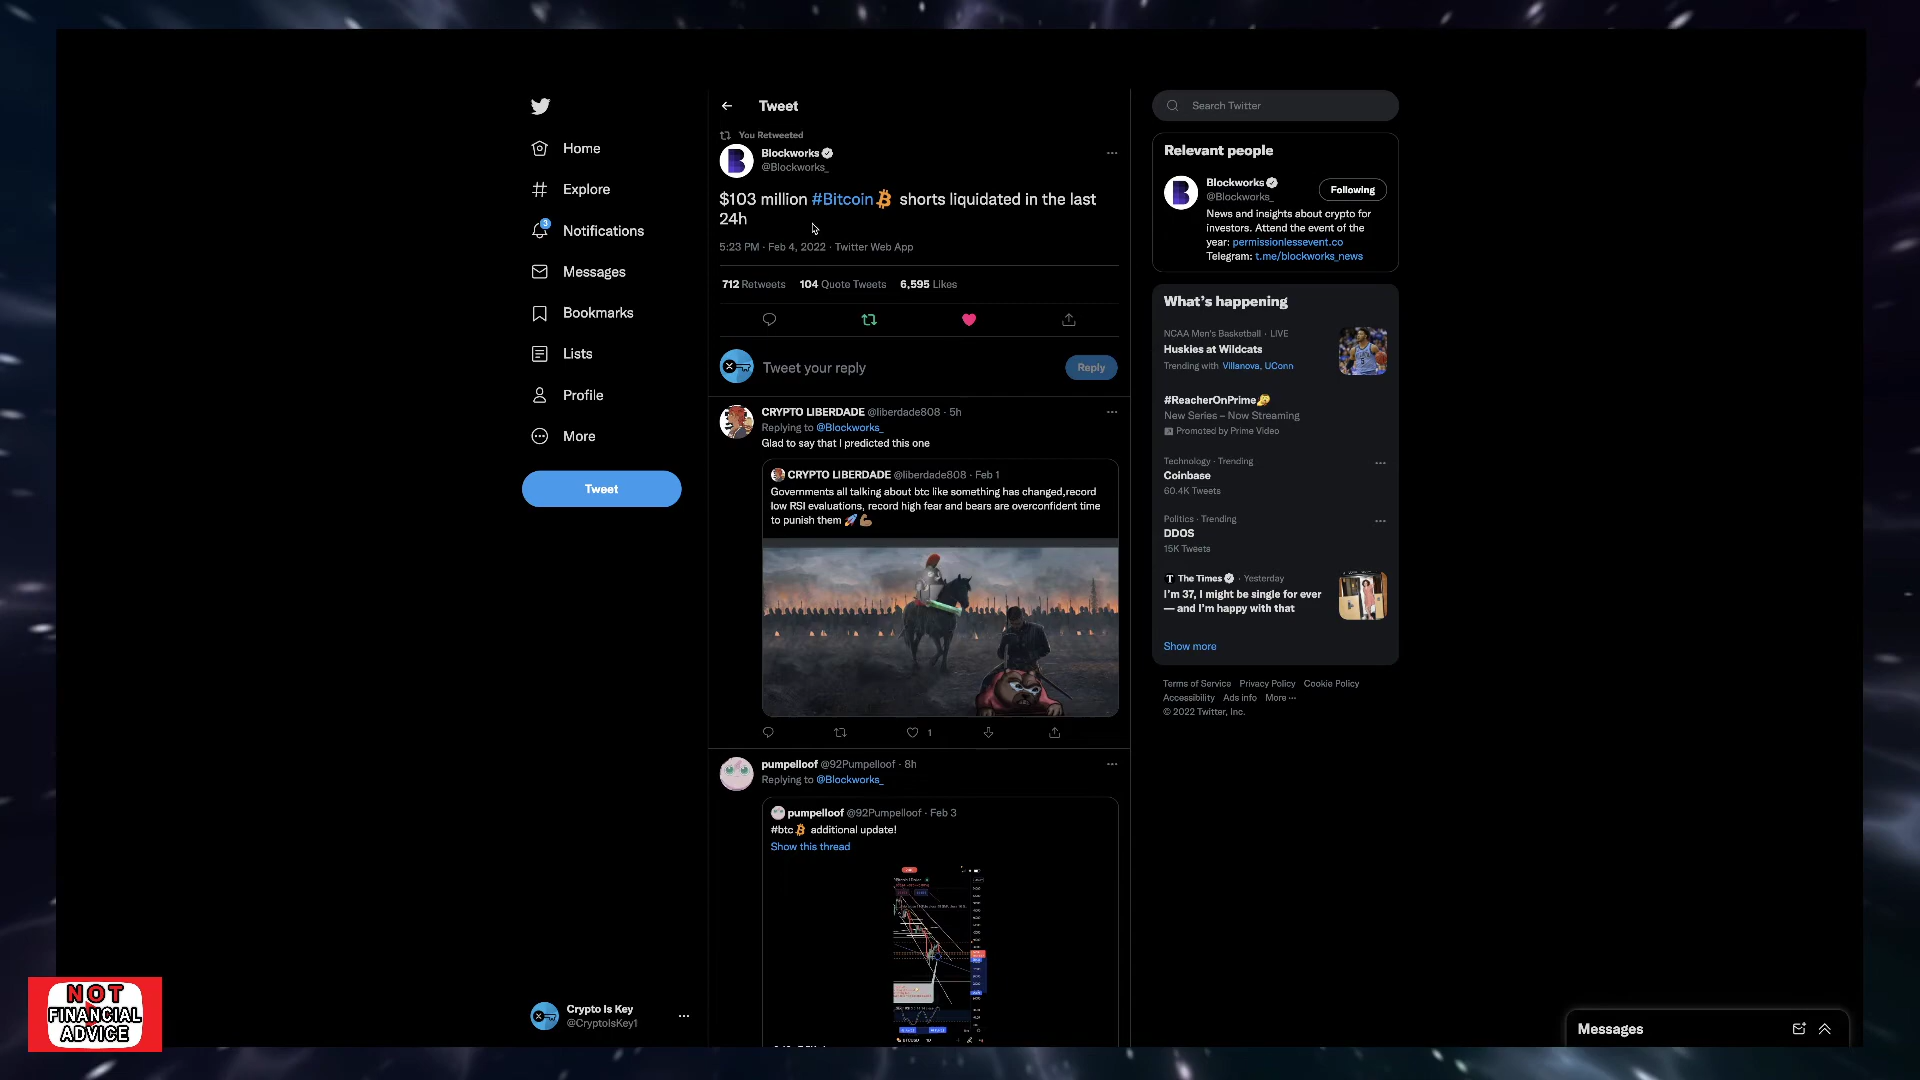 Tweet
Search Twitter
You Retweeted
Blockworks
@Blockworks_
$103 million #Bitcoin shorts liquidated in the last
24h
5:23 PM · Feb 4, 2022 · Twitter Web App
712 Retweets 104 Quote Tweets 6,595 Likes
Tweet your reply
Reply
Home
Explore
3
Notifications
Messages
Bookmarks
Lists
Profile
More
Tweet
CRYPTO LIBERDADE @liberdade808 · 5h
Replying to @Blockworks_
Glad to say that I predicted this one
CRYPTO LIBERDADE @liberdade808 · Feb 1
Governments all talking about btc like something has changed,record
low RSI evaluations, record high fear and bears are overconfident time
to punish them
1
pumpelloof @92Pumpelloof · 8h
Replying to @Blockworks_
pumpelloof @92Pumpelloof · Feb 3
#btc additional update!
Show this thread
Relevant people
Blockworks
@Blockworks_
Following
News and insights about crypto for
investors. Attend the event of the
year: permissionlessevent.co
Telegram: t.me/blockworks_news
What's happening
NCAA Men's Basketball · LIVE
Huskies at Wildcats
Trending with Villanova, UConn
#ReacherOnPrime
New Series – Now Streaming
Promoted by Prime Video
Technology · Trending
Coinbase
60.4K Tweets
Politics · Trending
DDOS
15K Tweets
The Times · Yesterday
I'm 37, I might be single for ever
— and I'm happy with that
Show more
Terms of Service Privacy Policy Cookie Policy
Accessibility Ads info More ···
© 2022 Twitter, Inc.
Crypto Is Key
@CryptoIsKey1
Messages
NOT
FINANCIAL
ADVICE